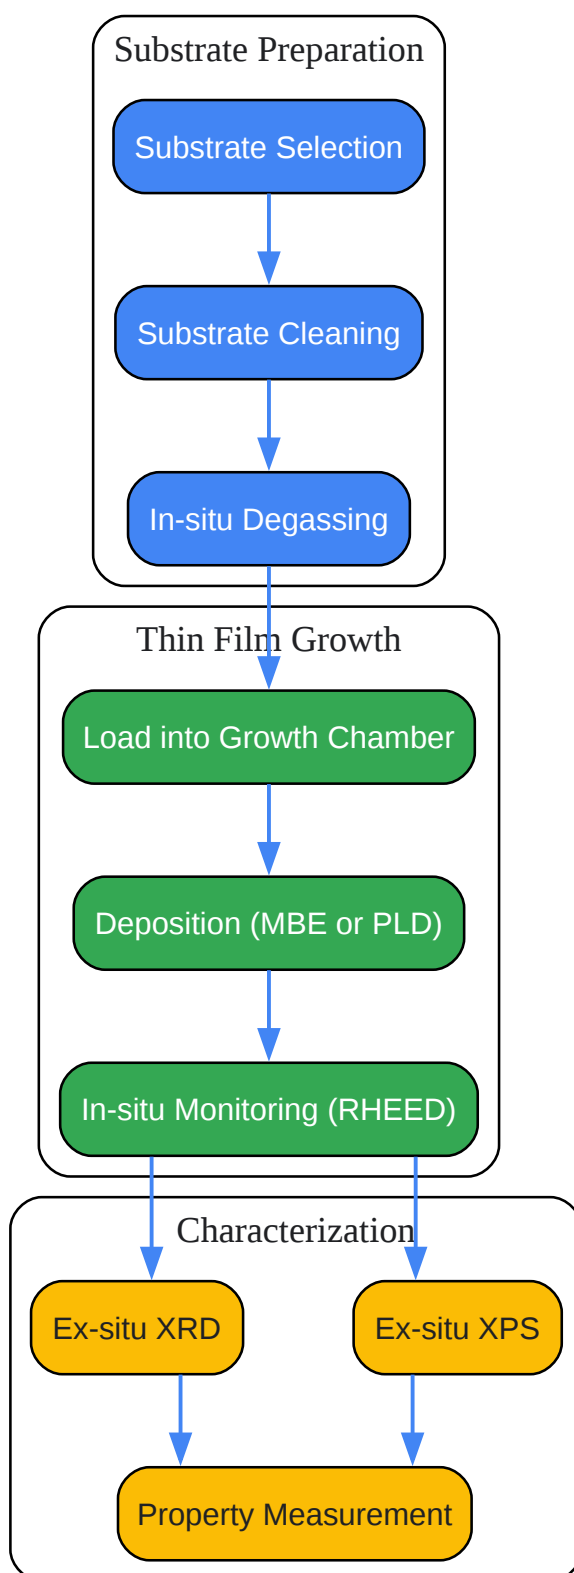 Substrate Preparation
Substrate Selection
Substrate Cleaning
In-situ Degassing
Thin Film Growth
Load into Growth Chamber
Deposition (MBE or PLD)
In-situ Monitoring (RHEED)
Characterization
Ex-situ XRD
Ex-situ XPS
Property Measurement